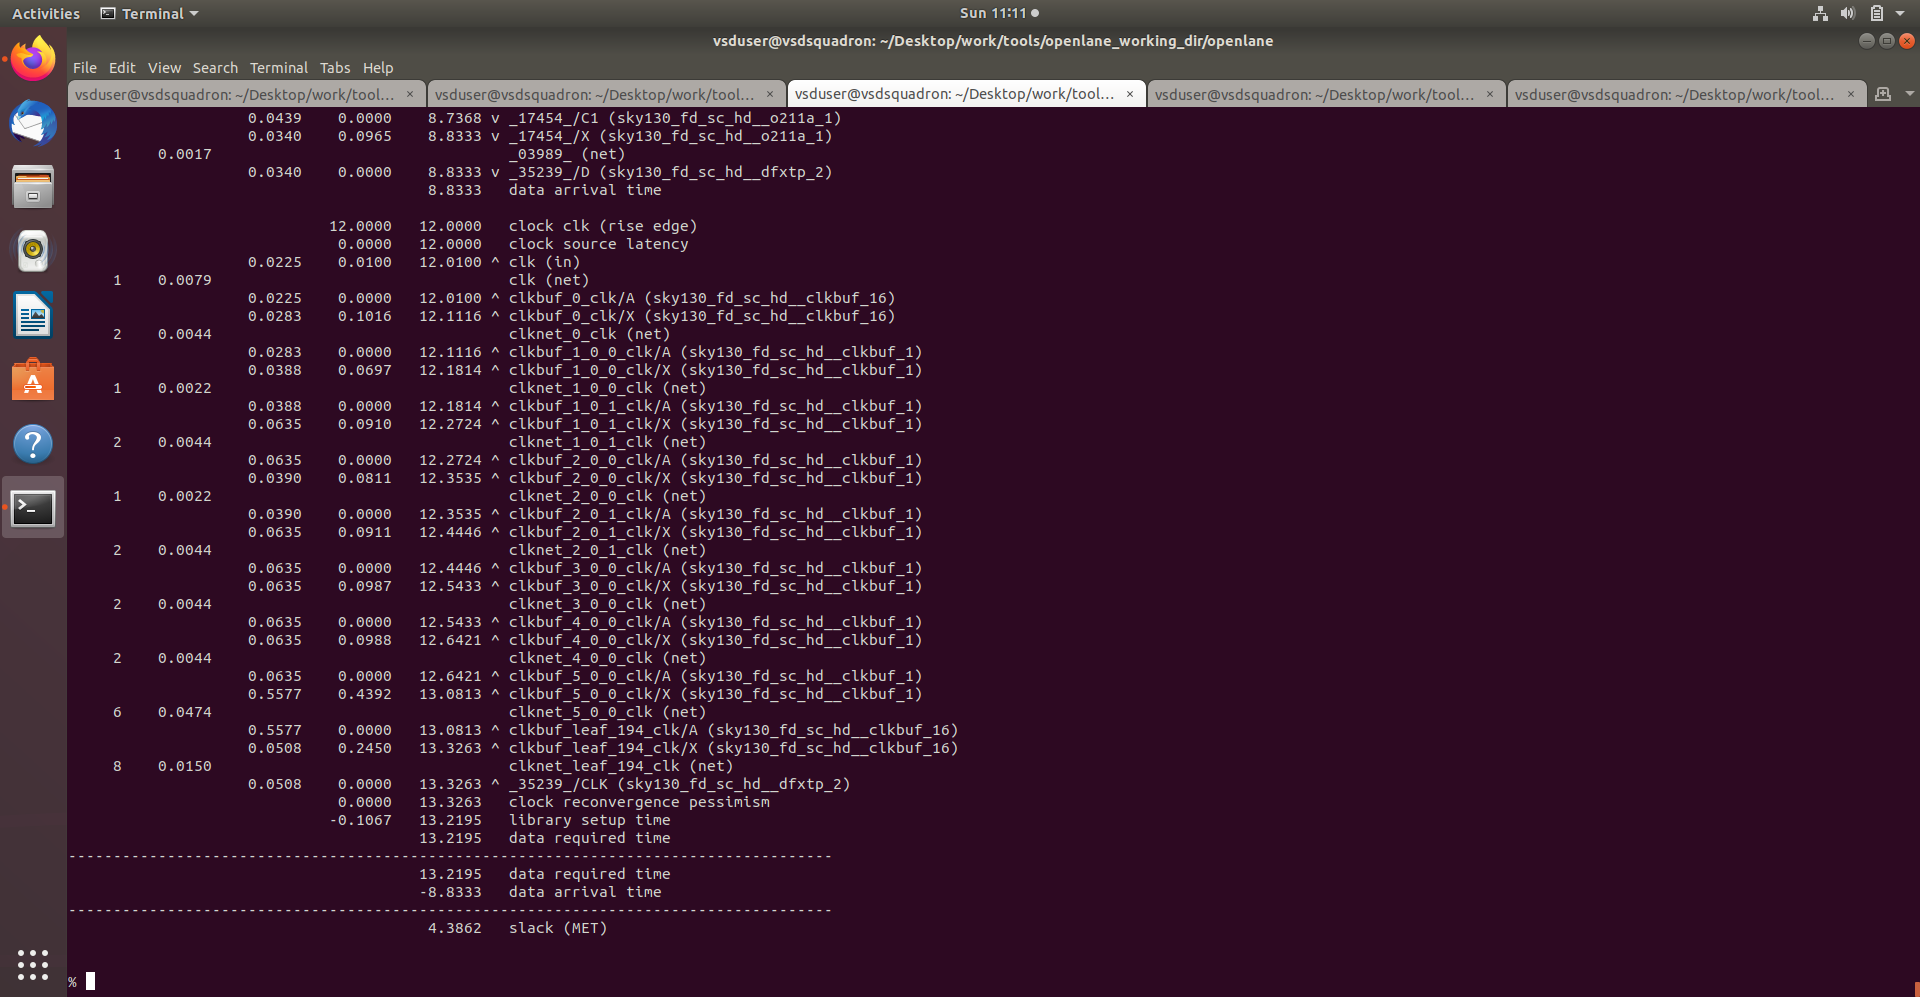 Activities Terminal Sun 11:11
vsduser@vsdsquadron: ~/Desktop/work/tools/openlane_working_dir/openlane
File Edit View Search Terminal Tabs Help
vsduser@vsdsquadron: ~/Desktop/work/tool... × vsduser@vsdsquadron: ~/Desktop/work/tool... × vsduser@vsdsquadron: ~/Desktop/work/tool... × vsduser@vsdsquadron: ~/Desktop/work/tool... × vsduser@vsdsquadron: ~/Desktop/work/tool... ×
0.0439 0.0000 8.7368 v _17454_/C1 (sky130_fd_sc_hd__o211a_1)
0.0340 0.0965 8.8333 v _17454_/X (sky130_fd_sc_hd__o211a_1)
1 0.0017 _03989_ (net)
0.0340 0.0000 8.8333 v _35239_/D (sky130_fd_sc_hd__dfxtp_2)
8.8333 data arrival time
12.0000 12.0000 clock clk (rise edge)
0.0000 12.0000 clock source latency
0.0225 0.0100 12.0100 ^ clk (in)
1 0.0079 clk (net)
0.0225 0.0000 12.0100 ^ clkbuf_0_clk/A (sky130_fd_sc_hd__clkbuf_16)
0.0283 0.1016 12.1116 ^ clkbuf_0_clk/X (sky130_fd_sc_hd__clkbuf_16)
2 0.0044 clknet_0_clk (net)
0.0283 0.0000 12.1116 ^ clkbuf_1_0_0_clk/A (sky130_fd_sc_hd__clkbuf_1)
0.0388 0.0697 12.1814 ^ clkbuf_1_0_0_clk/X (sky130_fd_sc_hd__clkbuf_1)
1 0.0022 clknet_1_0_0_clk (net)
0.0388 0.0000 12.1814 ^ clkbuf_1_0_1_clk/A (sky130_fd_sc_hd__clkbuf_1)
0.0635 0.0910 12.2724 ^ clkbuf_1_0_1_clk/X (sky130_fd_sc_hd__clkbuf_1)
2 0.0044 clknet_1_0_1_clk (net)
0.0635 0.0000 12.2724 ^ clkbuf_2_0_0_clk/A (sky130_fd_sc_hd__clkbuf_1)
0.0390 0.0811 12.3535 ^ clkbuf_2_0_0_clk/X (sky130_fd_sc_hd__clkbuf_1)
1 0.0022 clknet_2_0_0_clk (net)
0.0390 0.0000 12.3535 ^ clkbuf_2_0_1_clk/A (sky130_fd_sc_hd__clkbuf_1)
0.0635 0.0911 12.4446 ^ clkbuf_2_0_1_clk/X (sky130_fd_sc_hd__clkbuf_1)
2 0.0044 clknet_2_0_1_clk (net)
0.0635 0.0000 12.4446 ^ clkbuf_3_0_0_clk/A (sky130_fd_sc_hd__clkbuf_1)
0.0635 0.0987 12.5433 ^ clkbuf_3_0_0_clk/X (sky130_fd_sc_hd__clkbuf_1)
2 0.0044 clknet_3_0_0_clk (net)
0.0635 0.0000 12.5433 ^ clkbuf_4_0_0_clk/A (sky130_fd_sc_hd__clkbuf_1)
0.0635 0.0988 12.6421 ^ clkbuf_4_0_0_clk/X (sky130_fd_sc_hd__clkbuf_1)
2 0.0044 clknet_4_0_0_clk (net)
0.0635 0.0000 12.6421 ^ clkbuf_5_0_0_clk/A (sky130_fd_sc_hd__clkbuf_1)
0.5577 0.4392 13.0813 ^ clkbuf_5_0_0_clk/X (sky130_fd_sc_hd__clkbuf_1)
6 0.0474 clknet_5_0_0_clk (net)
0.5577 0.0000 13.0813 ^ clkbuf_leaf_194_clk/A (sky130_fd_sc_hd__clkbuf_16)
0.0508 0.2450 13.3263 ^ clkbuf_leaf_194_clk/X (sky130_fd_sc_hd__clkbuf_16)
8 0.0150 clknet_leaf_194_clk (net)
0.0508 0.0000 13.3263 ^ _35239_/CLK (sky130_fd_sc_hd__dfxtp_2)
0.0000 13.3263 clock reconvergence pessimism
-0.1067 13.2195 library setup time
13.2195 data required time
-------------------------------------------------------------------------------------
13.2195 data required time
-8.8333 data arrival time
-------------------------------------------------------------------------------------
4.3862 slack (MET)
%